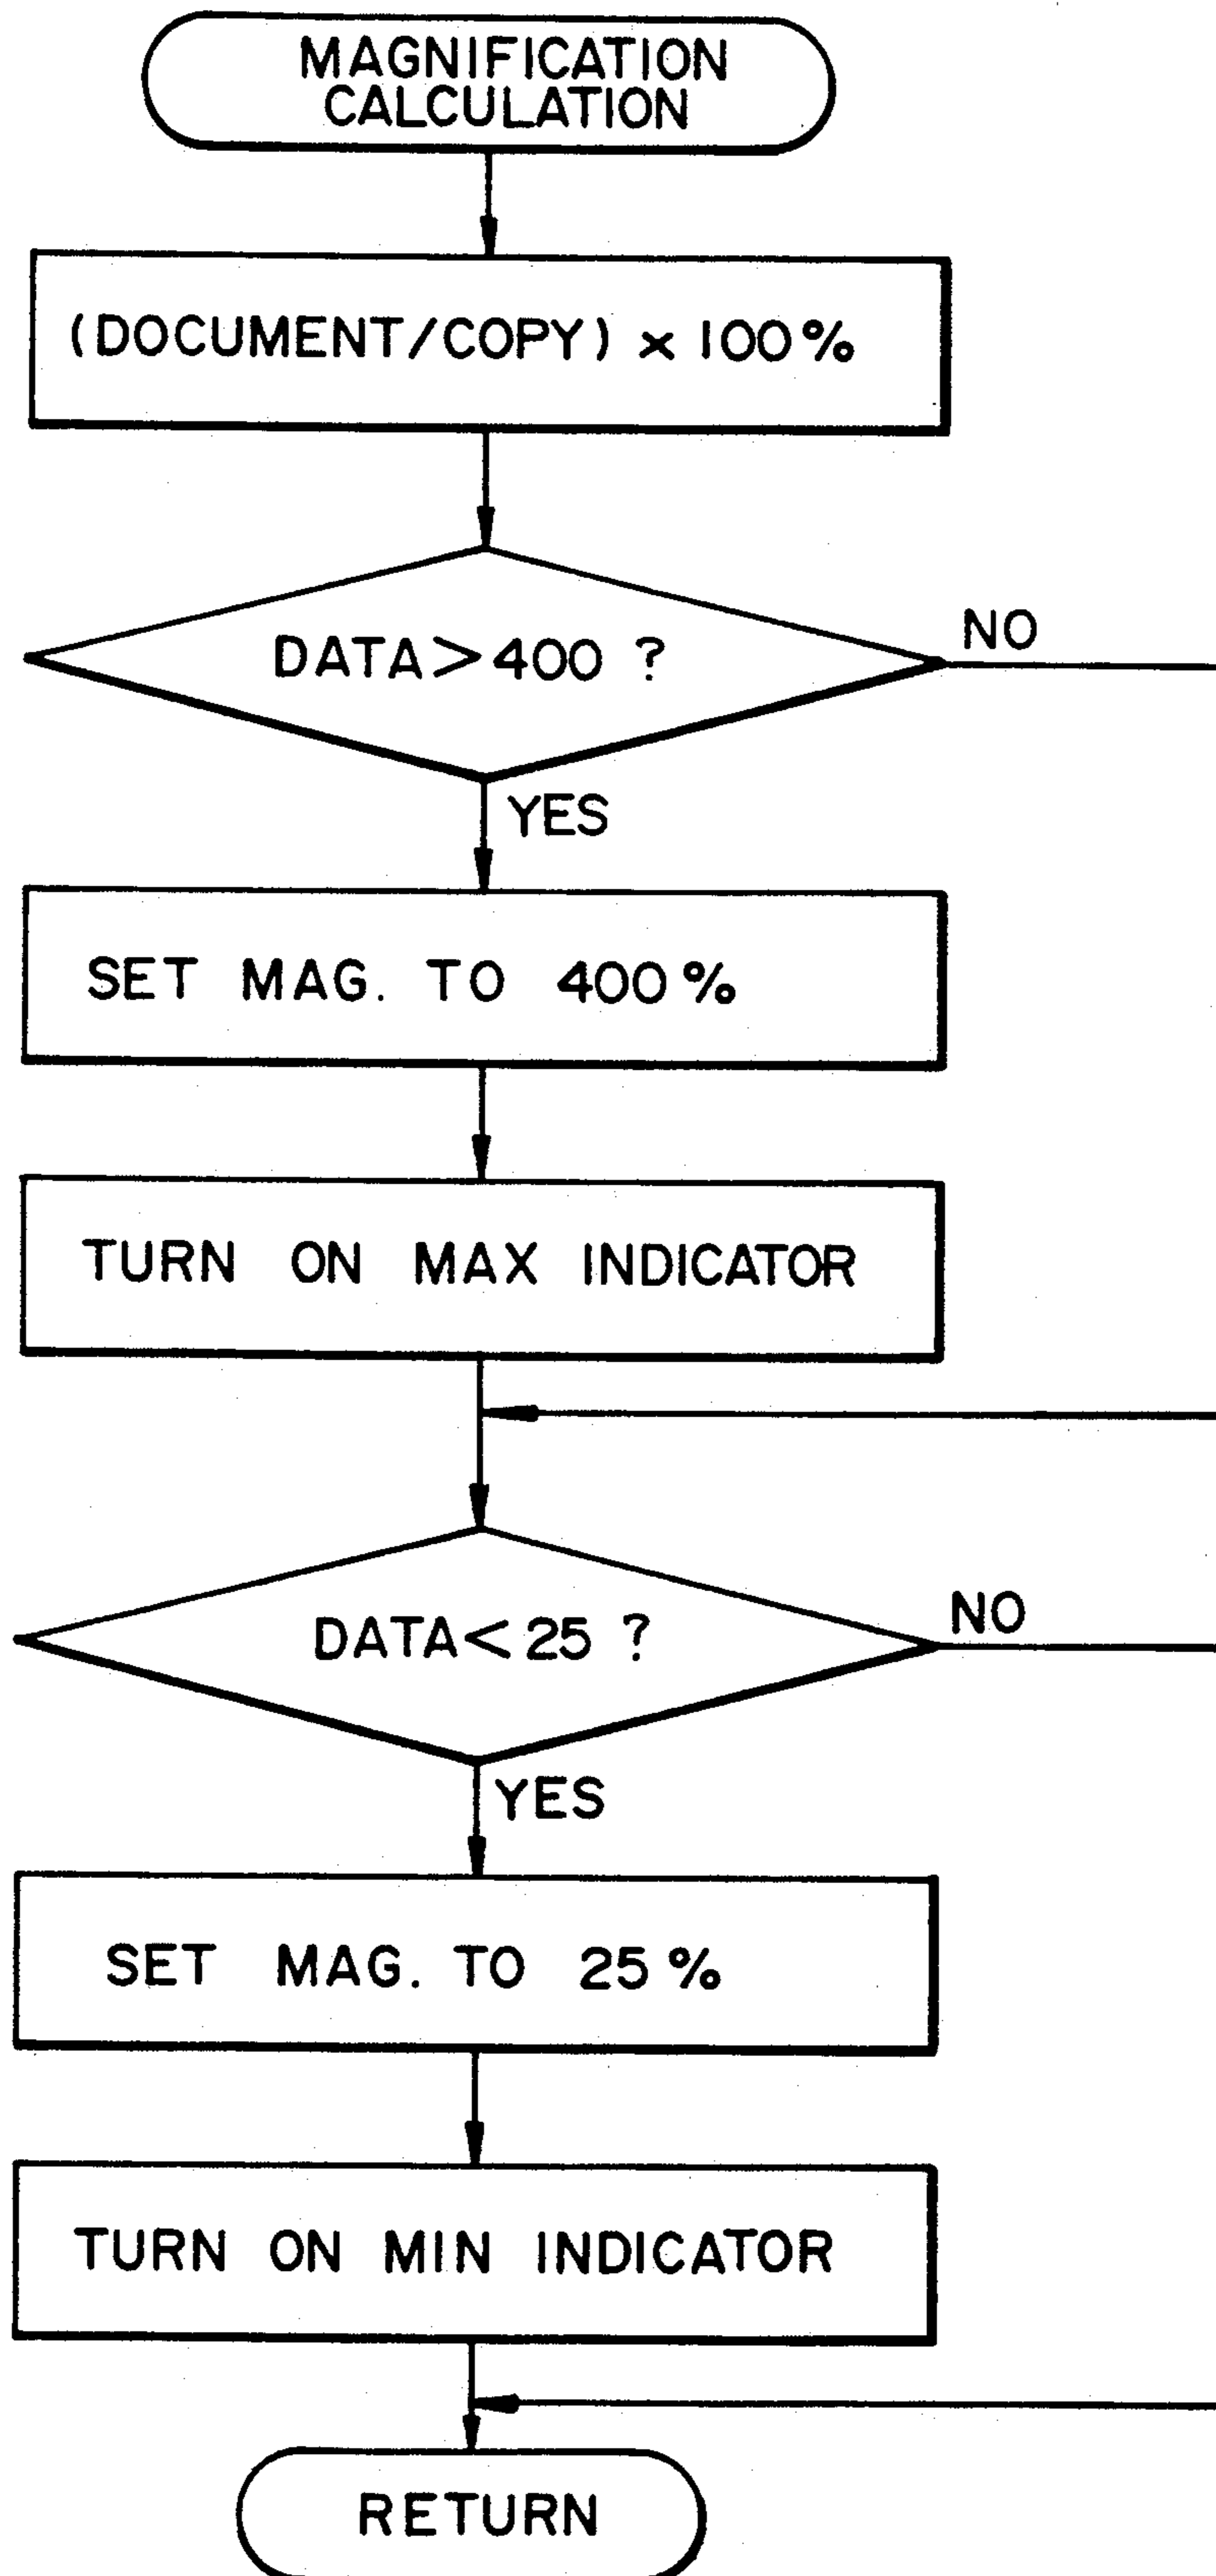 MAGNIFICATION
CALCULATION
(DOCUMENT/COPY) x 100%
DATA>400 ?
NO
YES
SET MAG. TO 400%
TURN ON MAX INDICATOR
DATA<25 ?
NO
YES
SET MAG. TO 25%
TURN ON MIN INDICATOR
RETURN